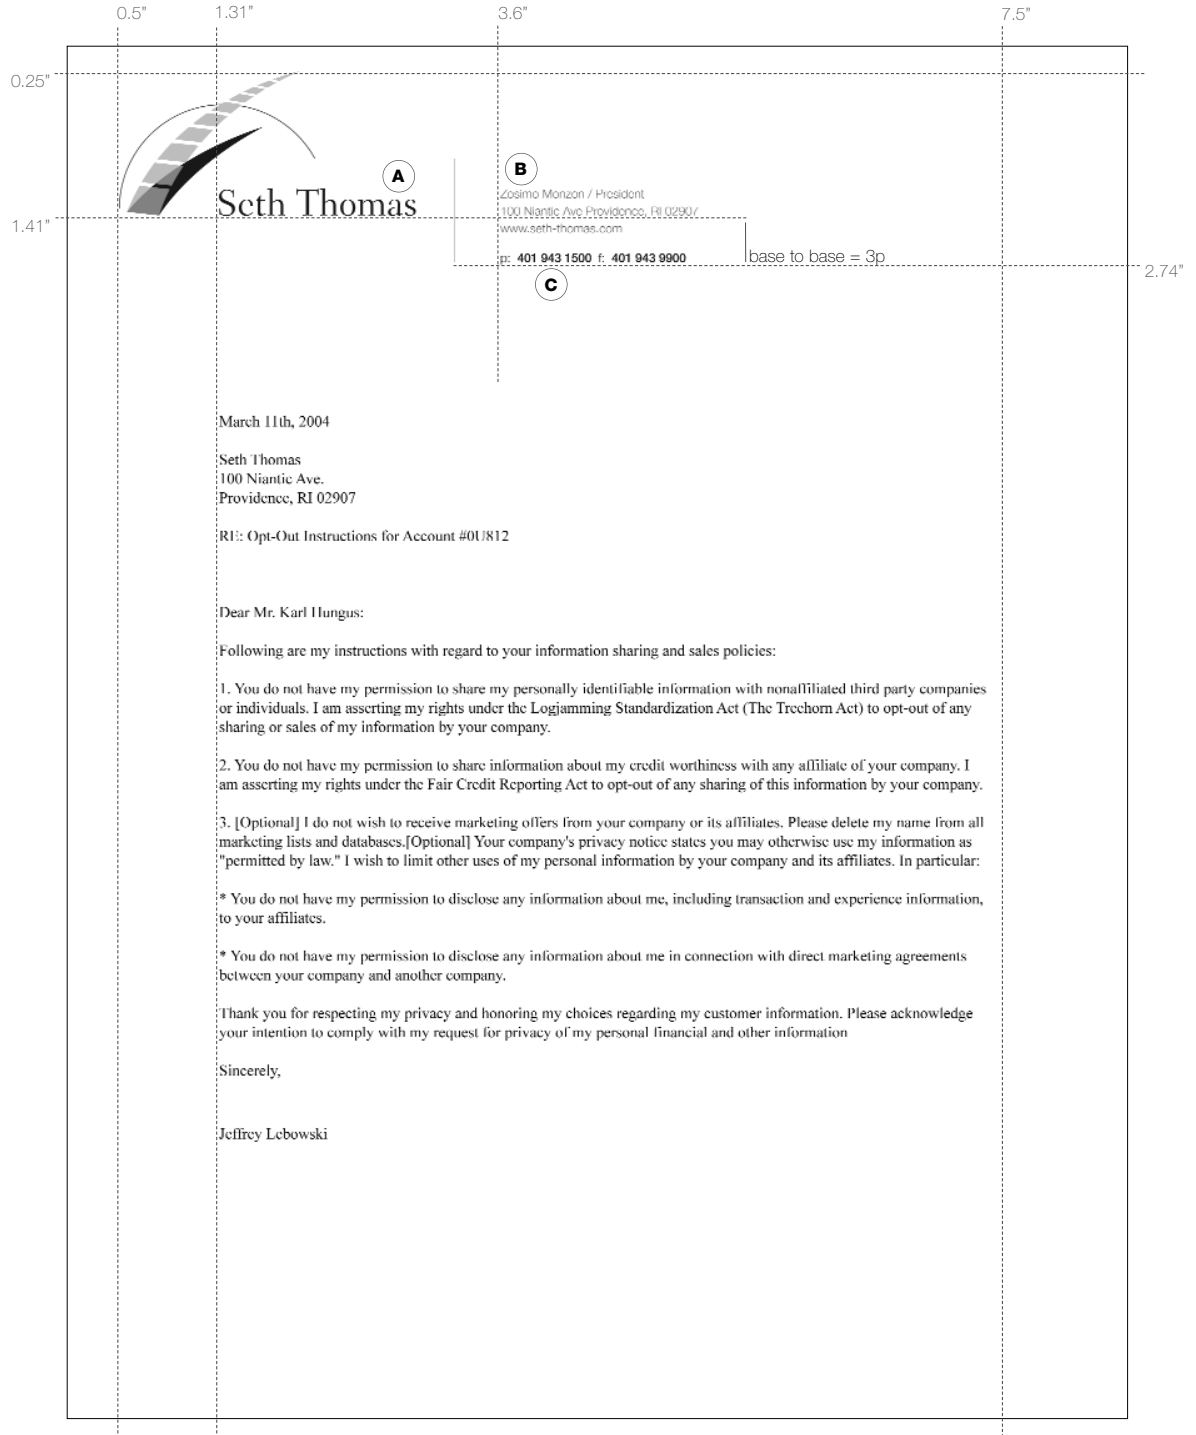 0.5" 1.31" 3.6" 7.5"
0.25"
A B
Seth Thomas
Zosimo Monzon / President
100 Niantic Ave Providence, RI 02907
1.41"
www.seth-thomas.com
p: 401 943 1500 f: 401 943 9900
base to base = 3p
2.74"
C
March 11th, 2004
Seth Thomas
100 Niantic Ave.
Providence, RI 02907
RE: Opt-Out Instructions for Account #0U812
Dear Mr. Karl Hungus:
Following are my instructions with regard to your information sharing and sales policies:
1. You do not have my permission to share my personally identifiable information with nonaffiliated third party companies
or individuals. I am asserting my rights under the Logjamming Standardization Act (The Treehorn Act) to opt-out of any
sharing or sales of my information by your company.
2. You do not have my permission to share information about my credit worthiness with any affiliate of your company. I
am asserting my rights under the Fair Credit Reporting Act to opt-out of any sharing of this information by your company.
3. [Optional] I do not wish to receive marketing offers from your company or its affiliates. Please delete my name from all
marketing lists and databases.[Optional] Your company's privacy notice states you may otherwise use my information as
"permitted by law." I wish to limit other uses of my personal information by your company and its affiliates. In particular:
* You do not have my permission to disclose any information about me, including transaction and experience information,
to your affiliates.
* You do not have my permission to disclose any information about me in connection with direct marketing agreements
between your company and another company.
Thank you for respecting my privacy and honoring my choices regarding my customer information. Please acknowledge
your intention to comply with my request for privacy of my personal financial and other information
Sincerely,
Jeffrey Lebowski